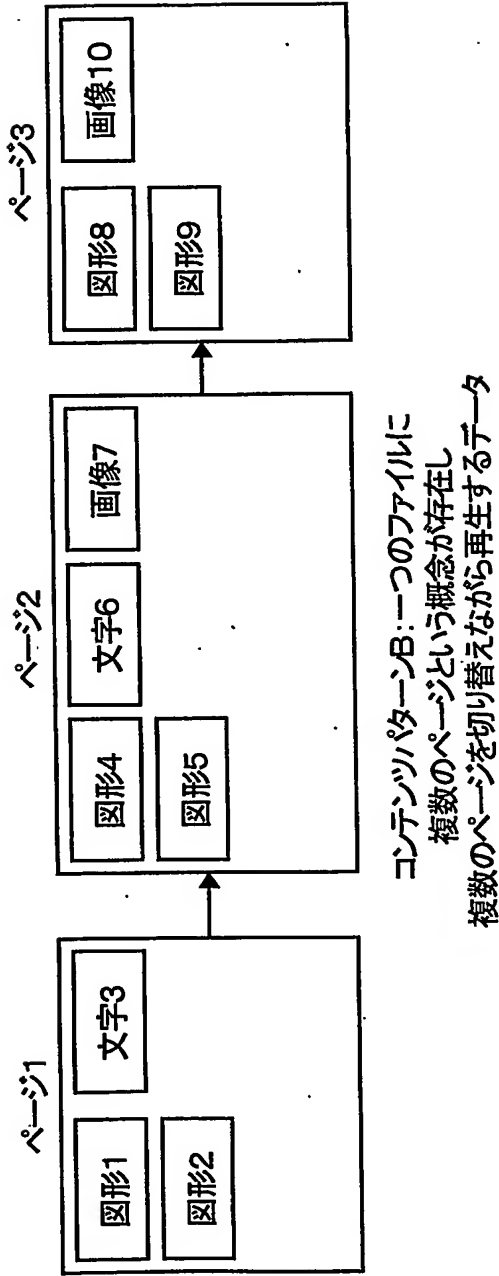 ページ1
図形1
文字3
図形2
ページ2
図形4
文字6
画像7
図形5
ページ3
図形8
画像10
図形9
コンテンツパターンB:一つのファイルに
複数のページという概念が存在し
複数のページを切り替えながら再生するデータ